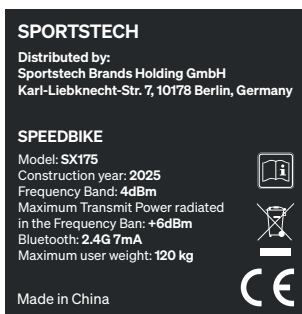 SPORTSTECH
Distributed by:
Sportstech Brands Holding GmbH
Karl-Liebknecht-Str. 7, 10178 Berlin, Germany
SPEEDBIKE
Model: SX175
Construction year: 2025
Frequency Band: 4dBm
Maximum Transmit Power radiated
in the Frequency Ban: +6dBm
Bluetooth: 2.4G 7mA
Maximum user weight: 120 kg
Made in China
CE